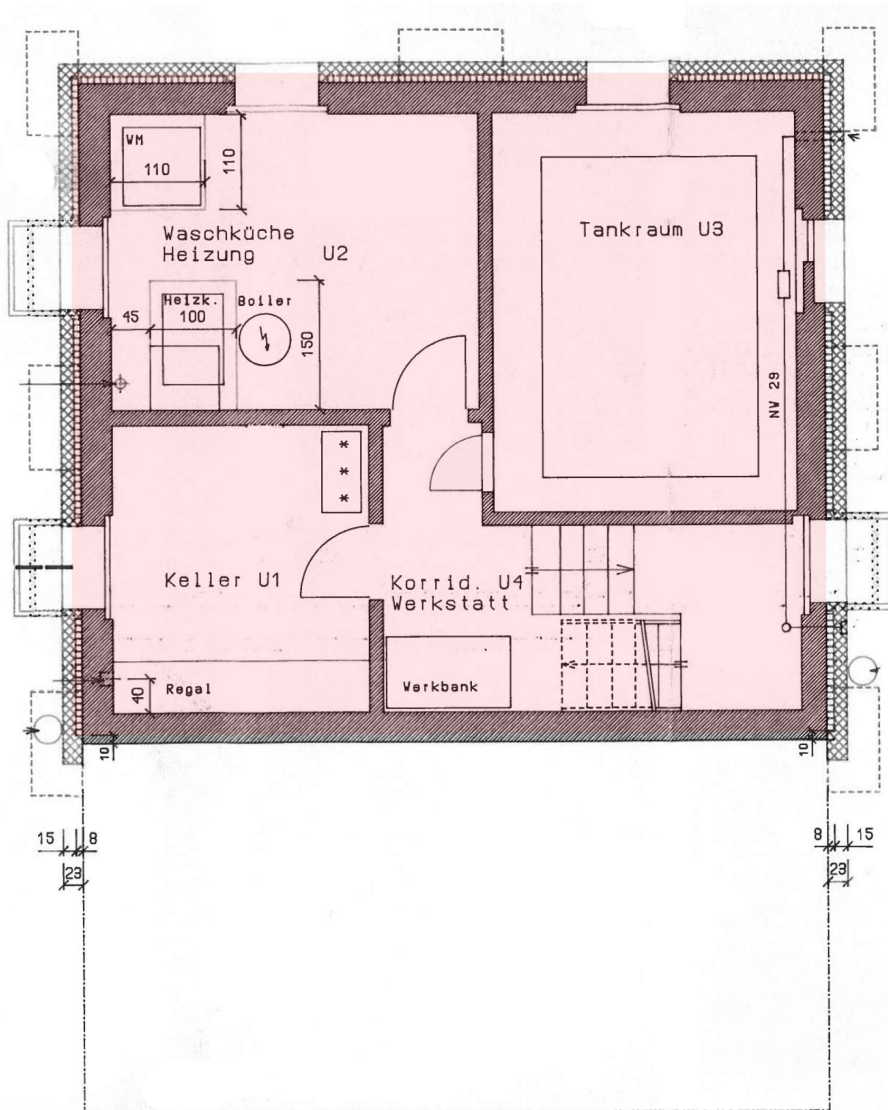 WM
110
110
Waschküche
Heizung
U2
Tankraum U3
Heizk.
Boiler
45
100
150
NW 29
***
Keller U1
Korrid. U4
Werkstatt
Regal
40
Werkbank
10
10
15
8
23
8
15
23